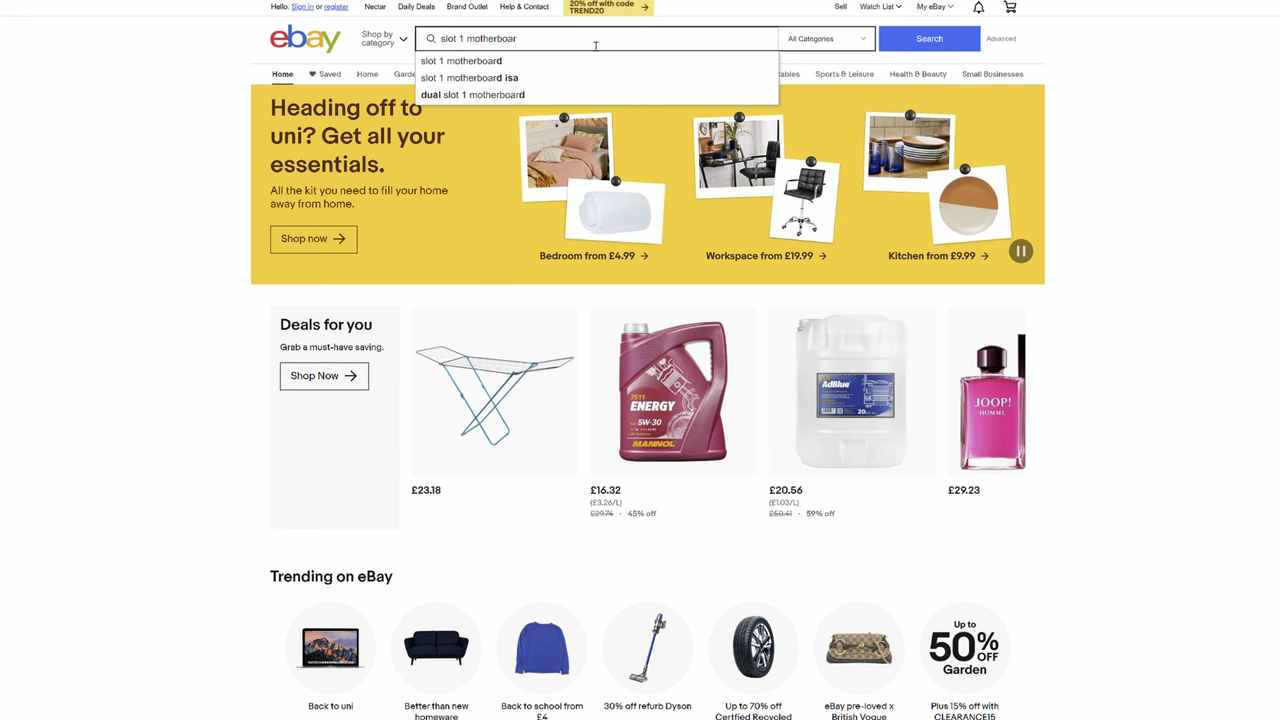 Hello. Sign in or register
Nectar
Daily Deals
Brand Outlet
Help & Contact
20% off with code
TREND20
Sell
Watch List
My eBay
ebay
Shop by
category
slot 1 motherboar
All Categories
Search
Advanced
slot 1 motherboard
slot 1 motherboard isa
dual slot 1 motherboard
Home
Saved
Home
Sports & Leisure
Health & Beauty
Small Businesses
Heading off to
uni? Get all your
essentials.
All the kit you need to fill your home
away from home.
Shop now
Bedroom from £4.99
Workspace from £19.99
Kitchen from £9.99
Deals for you
Grab a must-have saving.
Shop Now
7511
ENERGY
5W-30
MANNOL
AdBlue
20L
JOOP!
HOMME
£23.18
£16.32
(£3.26/L)
£29.74 · 45% off
£20.56
(£1.03/L)
£50.41 · 59% off
£29.23
Trending on eBay
Up to
50%
OFF
Garden
Back to uni
Better than new
homeware
Back to school from
£4
30% off refurb Dyson
Up to 70% off
Certified Recycled
eBay pre-loved x
British Vogue
Plus 15% off with
CLEARANCE15